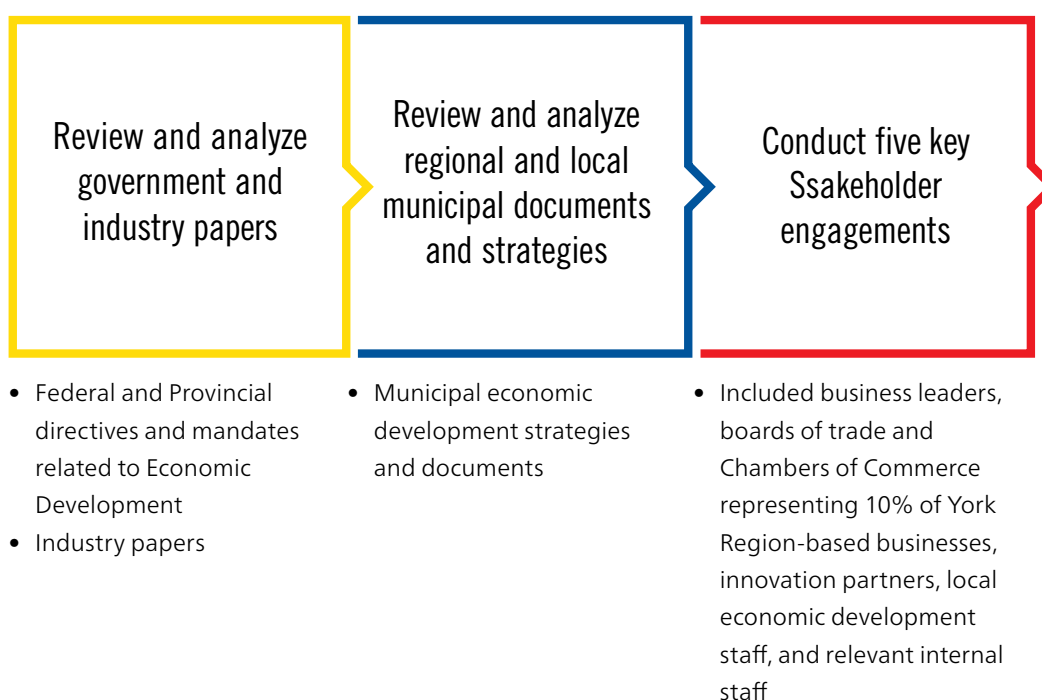 Review and analyze
government and
industry papers
Review and analyze
regional and local
municipal documents
and strategies
Conduct five key
Ssakeholder
engagements
• Federal and Provincial
directives and mandates
related to Economic
Development
• Industry papers
• Municipal economic
development strategies
and documents
• Included business leaders,
boards of trade and
Chambers of Commerce
representing 10% of York
Region-based businesses,
innovation partners, local
economic development
staff, and relevant internal
staff